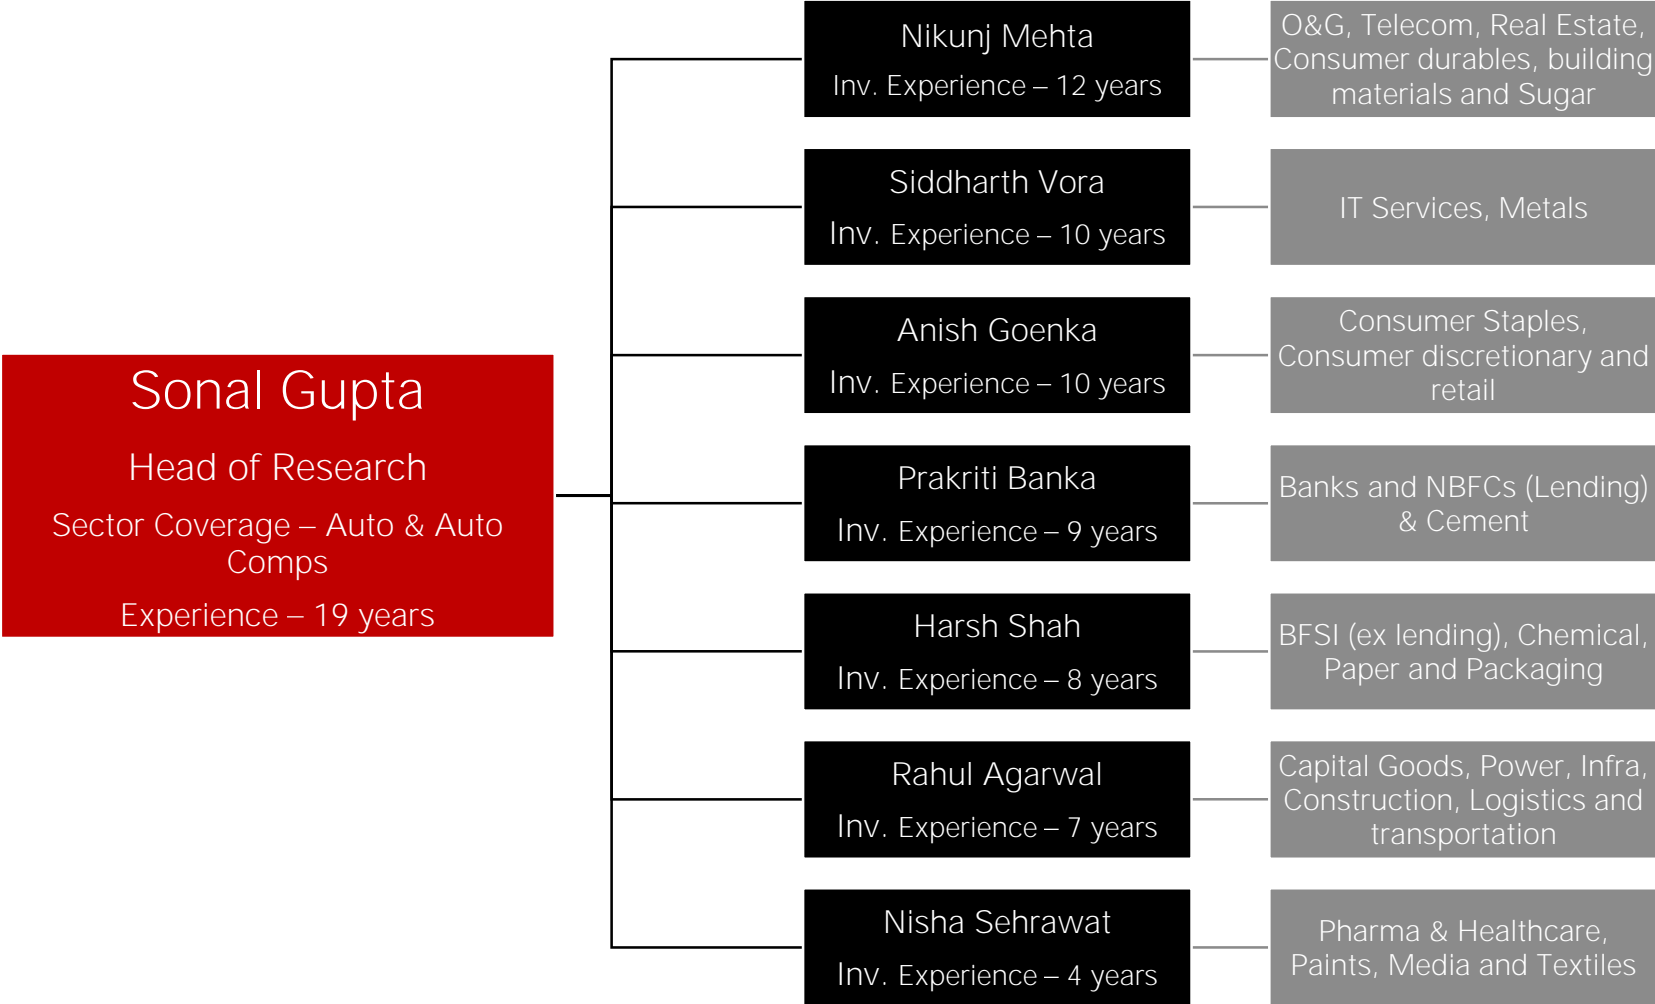 Sonal Gupta
Head of Research
Sector Coverage – Auto & Auto
Comps
Experience – 19 years
Nikunj Mehta
Inv. Experience – 12 years
O&G, Telecom, Real Estate,
Consumer durables, building
materials and Sugar
Siddharth Vora
Inv. Experience – 10 years
IT Services, Metals
Anish Goenka
Inv. Experience – 10 years
Consumer Staples,
Consumer discretionary and
retail
Prakriti Banka
Inv. Experience – 9 years
Banks and NBFCs (Lending)
& Cement
Harsh Shah
Inv. Experience – 8 years
BFSI (ex lending), Chemical,
Paper and Packaging
Rahul Agarwal
Inv. Experience – 7 years
Capital Goods, Power, Infra,
Construction, Logistics and
transportation
Nisha Sehrawat
Inv. Experience – 4 years
Pharma & Healthcare,
Paints, Media and Textiles